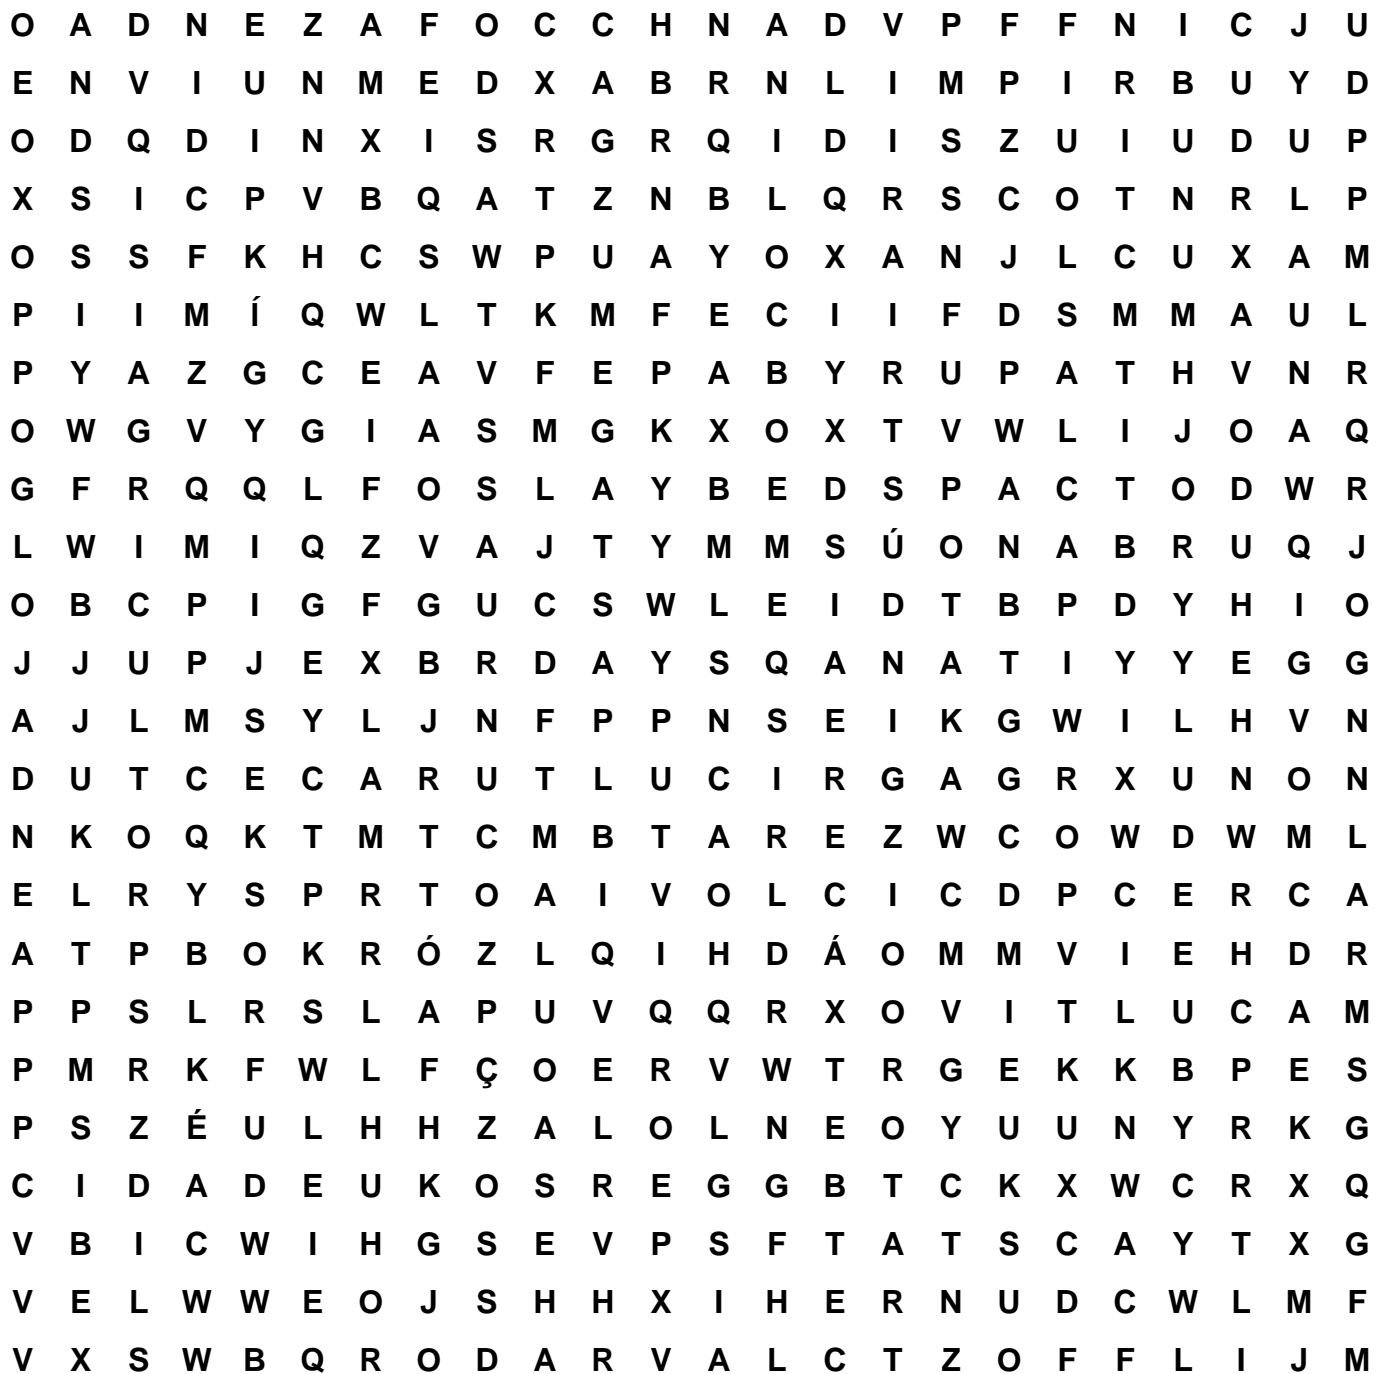 O A D N E Z A F O C C H N A D V P F F N I C J U
E N V I U N M E D X A B R N L I M P I R B U Y D
O D Q D I N X I S R G R Q I D I S Z U I U D U P
X S I C P V B Q A T Z N B L Q R S C O T N R L P
O S S F K H C S W P U A Y O X A N J L C U X A M
P I I M Í Q W L T K M F E C I I F D S M M A U L
P Y A Z G C E A V F E P A B Y R U P A T H V N R
O W G V Y G I A S M G K X O X T V W L I J O A Q
G F R Q Q L F O S L A Y B E D S P A C T O D W R
L W I M I Q Z V A J T Y M M S Ú O N A B R U Q J
O B C P I G F G U C S W L E I D T B P D Y H I O
J J U P J E X B R D A Y S Q A N A T I Y Y E G G
A J L M S Y L J N F P P N S E I K G W I L H V N
D U T C E C A R U T L U C I R G A G R X U N O N
N K O Q K T M T C M B T A R E Z W C O W D W M L
E L R Y S P R T O A I V O L C I C D P C E R C A
A T P B O K R Ó Z L Q I H D Á O M M V I E H D R
P P S L R S L A P U V Q Q R X O V I T L U C A M
P M R K F W L F Ç O E R V W T R G E K K B P E S
P S Z É U L H H Z A L O L N E O Y U U N Y R K G
C I D A D E U K O S R E G G B T C K X W C R X Q
V B I C W I H G S E V P S F T A T S C A Y T X G
V E L W W E O J S H H X I H E R N U D C W L M F
V X S W B Q R O D A R V A L C T Z O F F L I J M